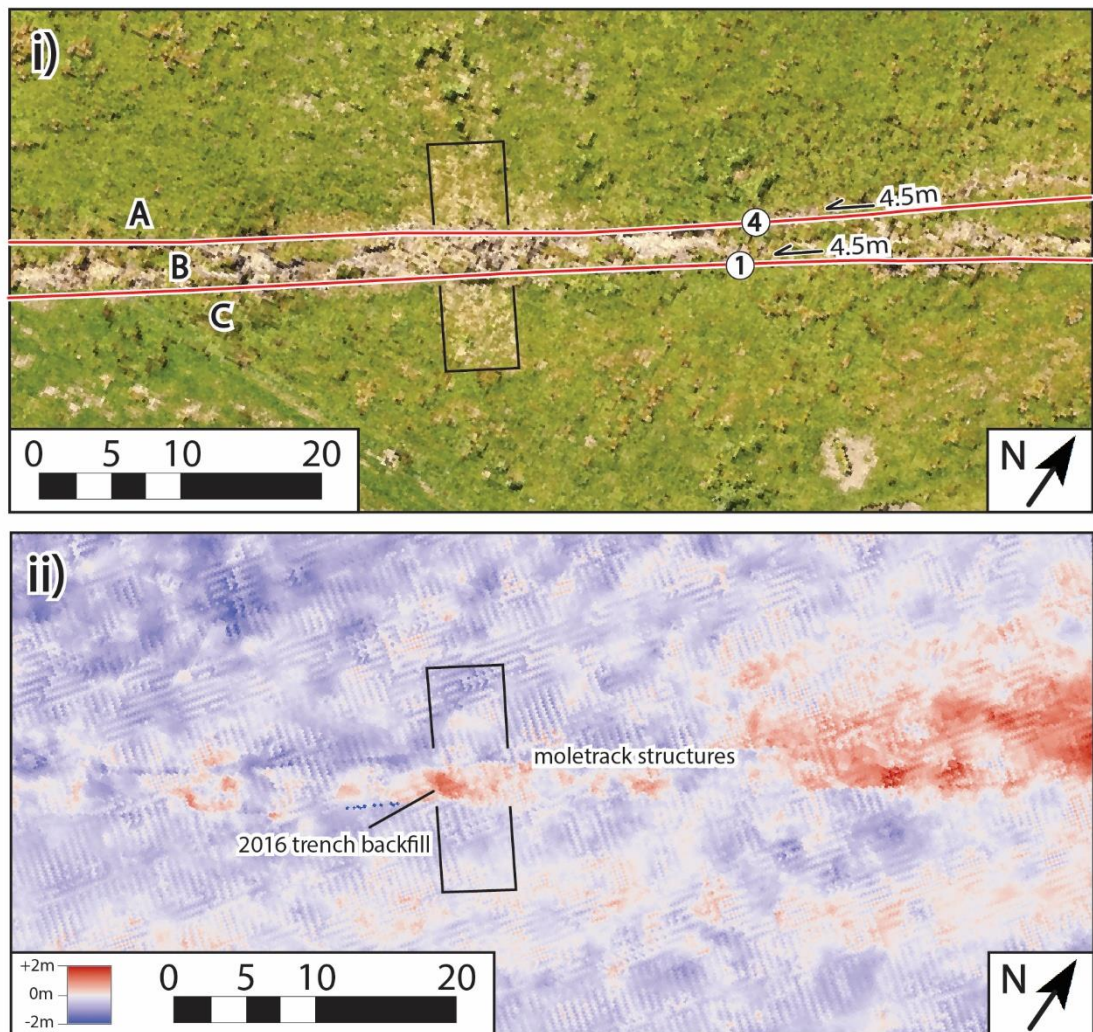 i)
A
4.5m
4
B
4.5m
1
C
0 5 10 20
N
ii)
moletrack structures
2016 trench backfill
+2m
0m
-2m
0 5 10 20
N